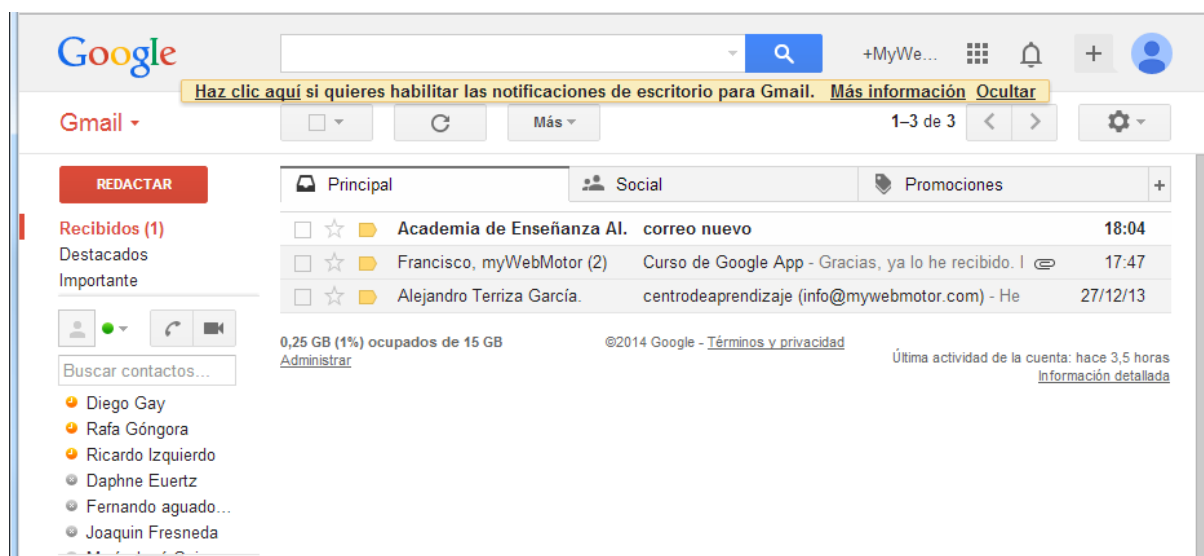 Google
+MyWe...
Haz clic aquí si quieres habilitar las notificaciones de escritorio para Gmail. Más información Ocultar
Gmail
Más
1–3 de 3
REDACTAR
Principal
Social
Promociones
+
Recibidos (1)
Destacados
Importante
Academia de Enseñanza Al. correo nuevo 18:04
Francisco, myWebMotor (2) Curso de Google App - Gracias, ya lo he recibido. 17:47
Alejandro Terriza García. centrodeaprendizaje (info@mywebmotor.com) - He 27/12/13
0,25 GB (1%) ocupados de 15 GB
Administrar
©2014 Google - Términos y privacidad
Última actividad de la cuenta: hace 3,5 horas
Información detallada
Buscar contactos...
Diego Gay
Rafa Góngora
Ricardo Izquierdo
Daphne Euertz
Fernando aguado...
Joaquin Fresneda